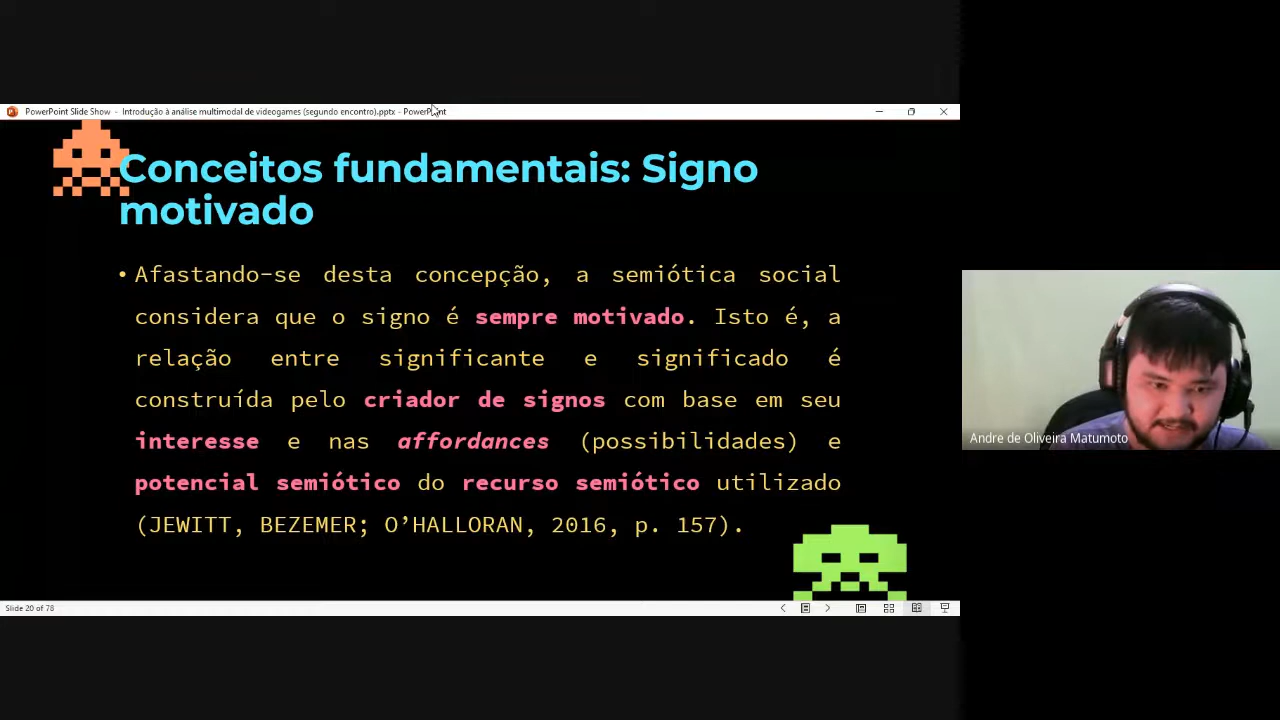 PowerPoint Slide Show - Introdução à análise multimodal de videogames (segundo encontro).pptx - PowerPoint
Conceitos fundamentais: Signo
motivado
• Afastando-se desta concepção, a semiótica social
considera que o signo é sempre motivado. Isto é, a
relação entre significante e significado é
construída pelo criador de signos com base em seu
interesse e nas affordances (possibilidades) e
potencial semiótico do recurso semiótico utilizado
(JEWITT, BEZEMER; O’HALLORAN, 2016, p. 157).
Andre de Oliveira Matumoto
Slide 20 of 78